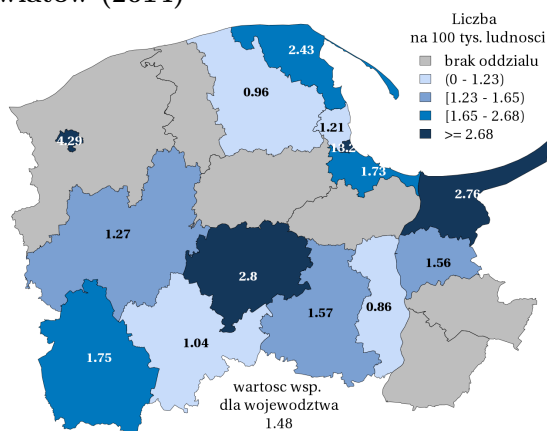 (2014)
Liczba
na 100 tys. ludnosci
brak oddzialu
(0 - 1.23)
[1.23 - 1.65)
[1.65 - 2.68)
>= 2.68
2.43
0.96
1.21
4.29
1.73
2.76
1.27
1.56
2.8
1.57
0.86
1.04
1.75
wartosc wsp.
dla wojewodztwa
1.48